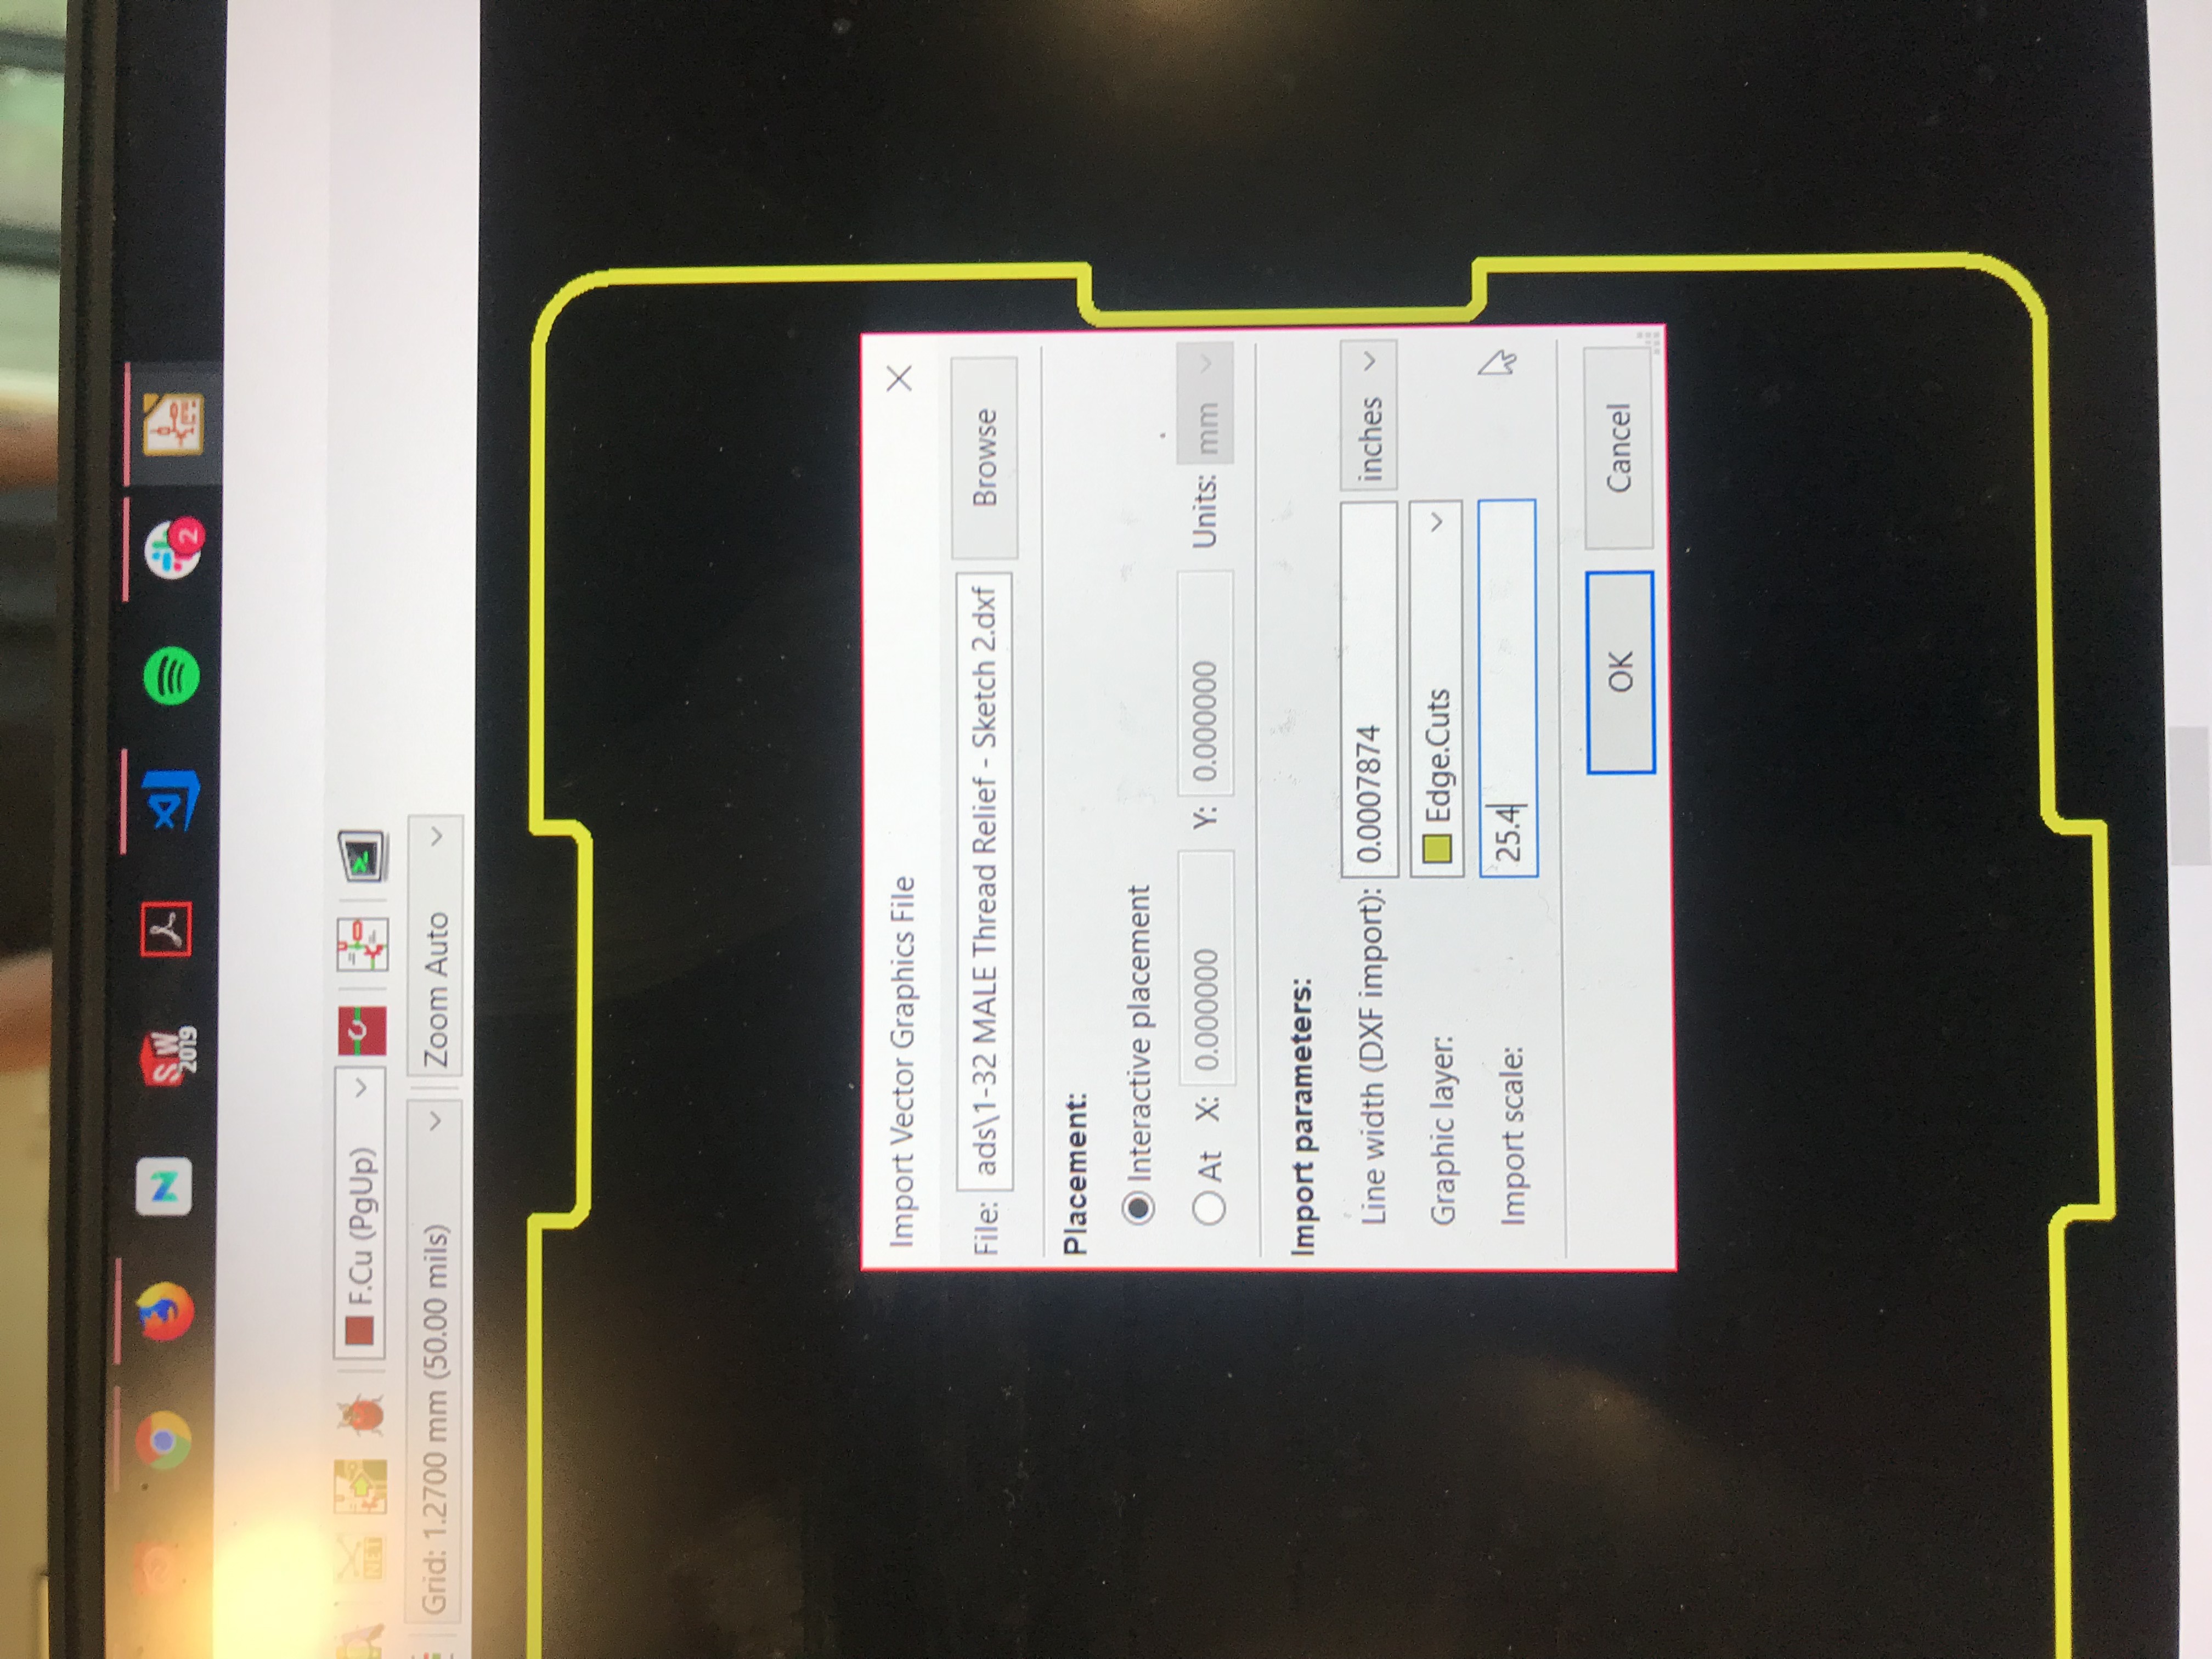 SW
2019
2
NET
F.Cu (PgUp)
Grid: 1.2700 mm (50.00 mils)
Zoom Auto
Import Vector Graphics File
File: ads\1-32 MALE Thread Relief - Sketch 2.dxf Browse
Placement:
Interactive placement
At X: 0.000000 Y: 0.000000 Units: mm
Import parameters:
Line width (DXF import): 0.0007874 inches
Graphic layer: Edge.Cuts
Import scale: 25.4
OK Cancel